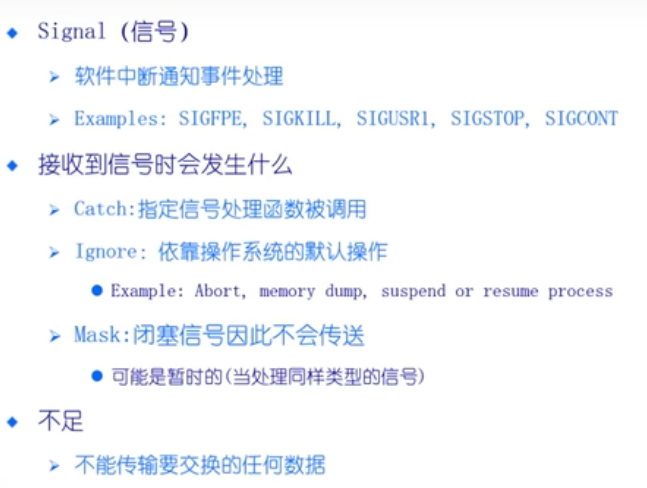 Signal (信号)
软件中断通知事件处理
Examples: SIGFPE, SIGKILL, SIGUSR1, SIGSTOP, SIGCONT
接收到信号时会发生什么
Catch:指定信号处理函数被调用
Ignore: 依靠操作系统的默认操作
Example: Abort, memory dump, suspend or resume process
Mask:闭塞信号因此不会传送
可能是暂时的(当处理同样类型的信号)
不足
不能传输要交换的任何数据